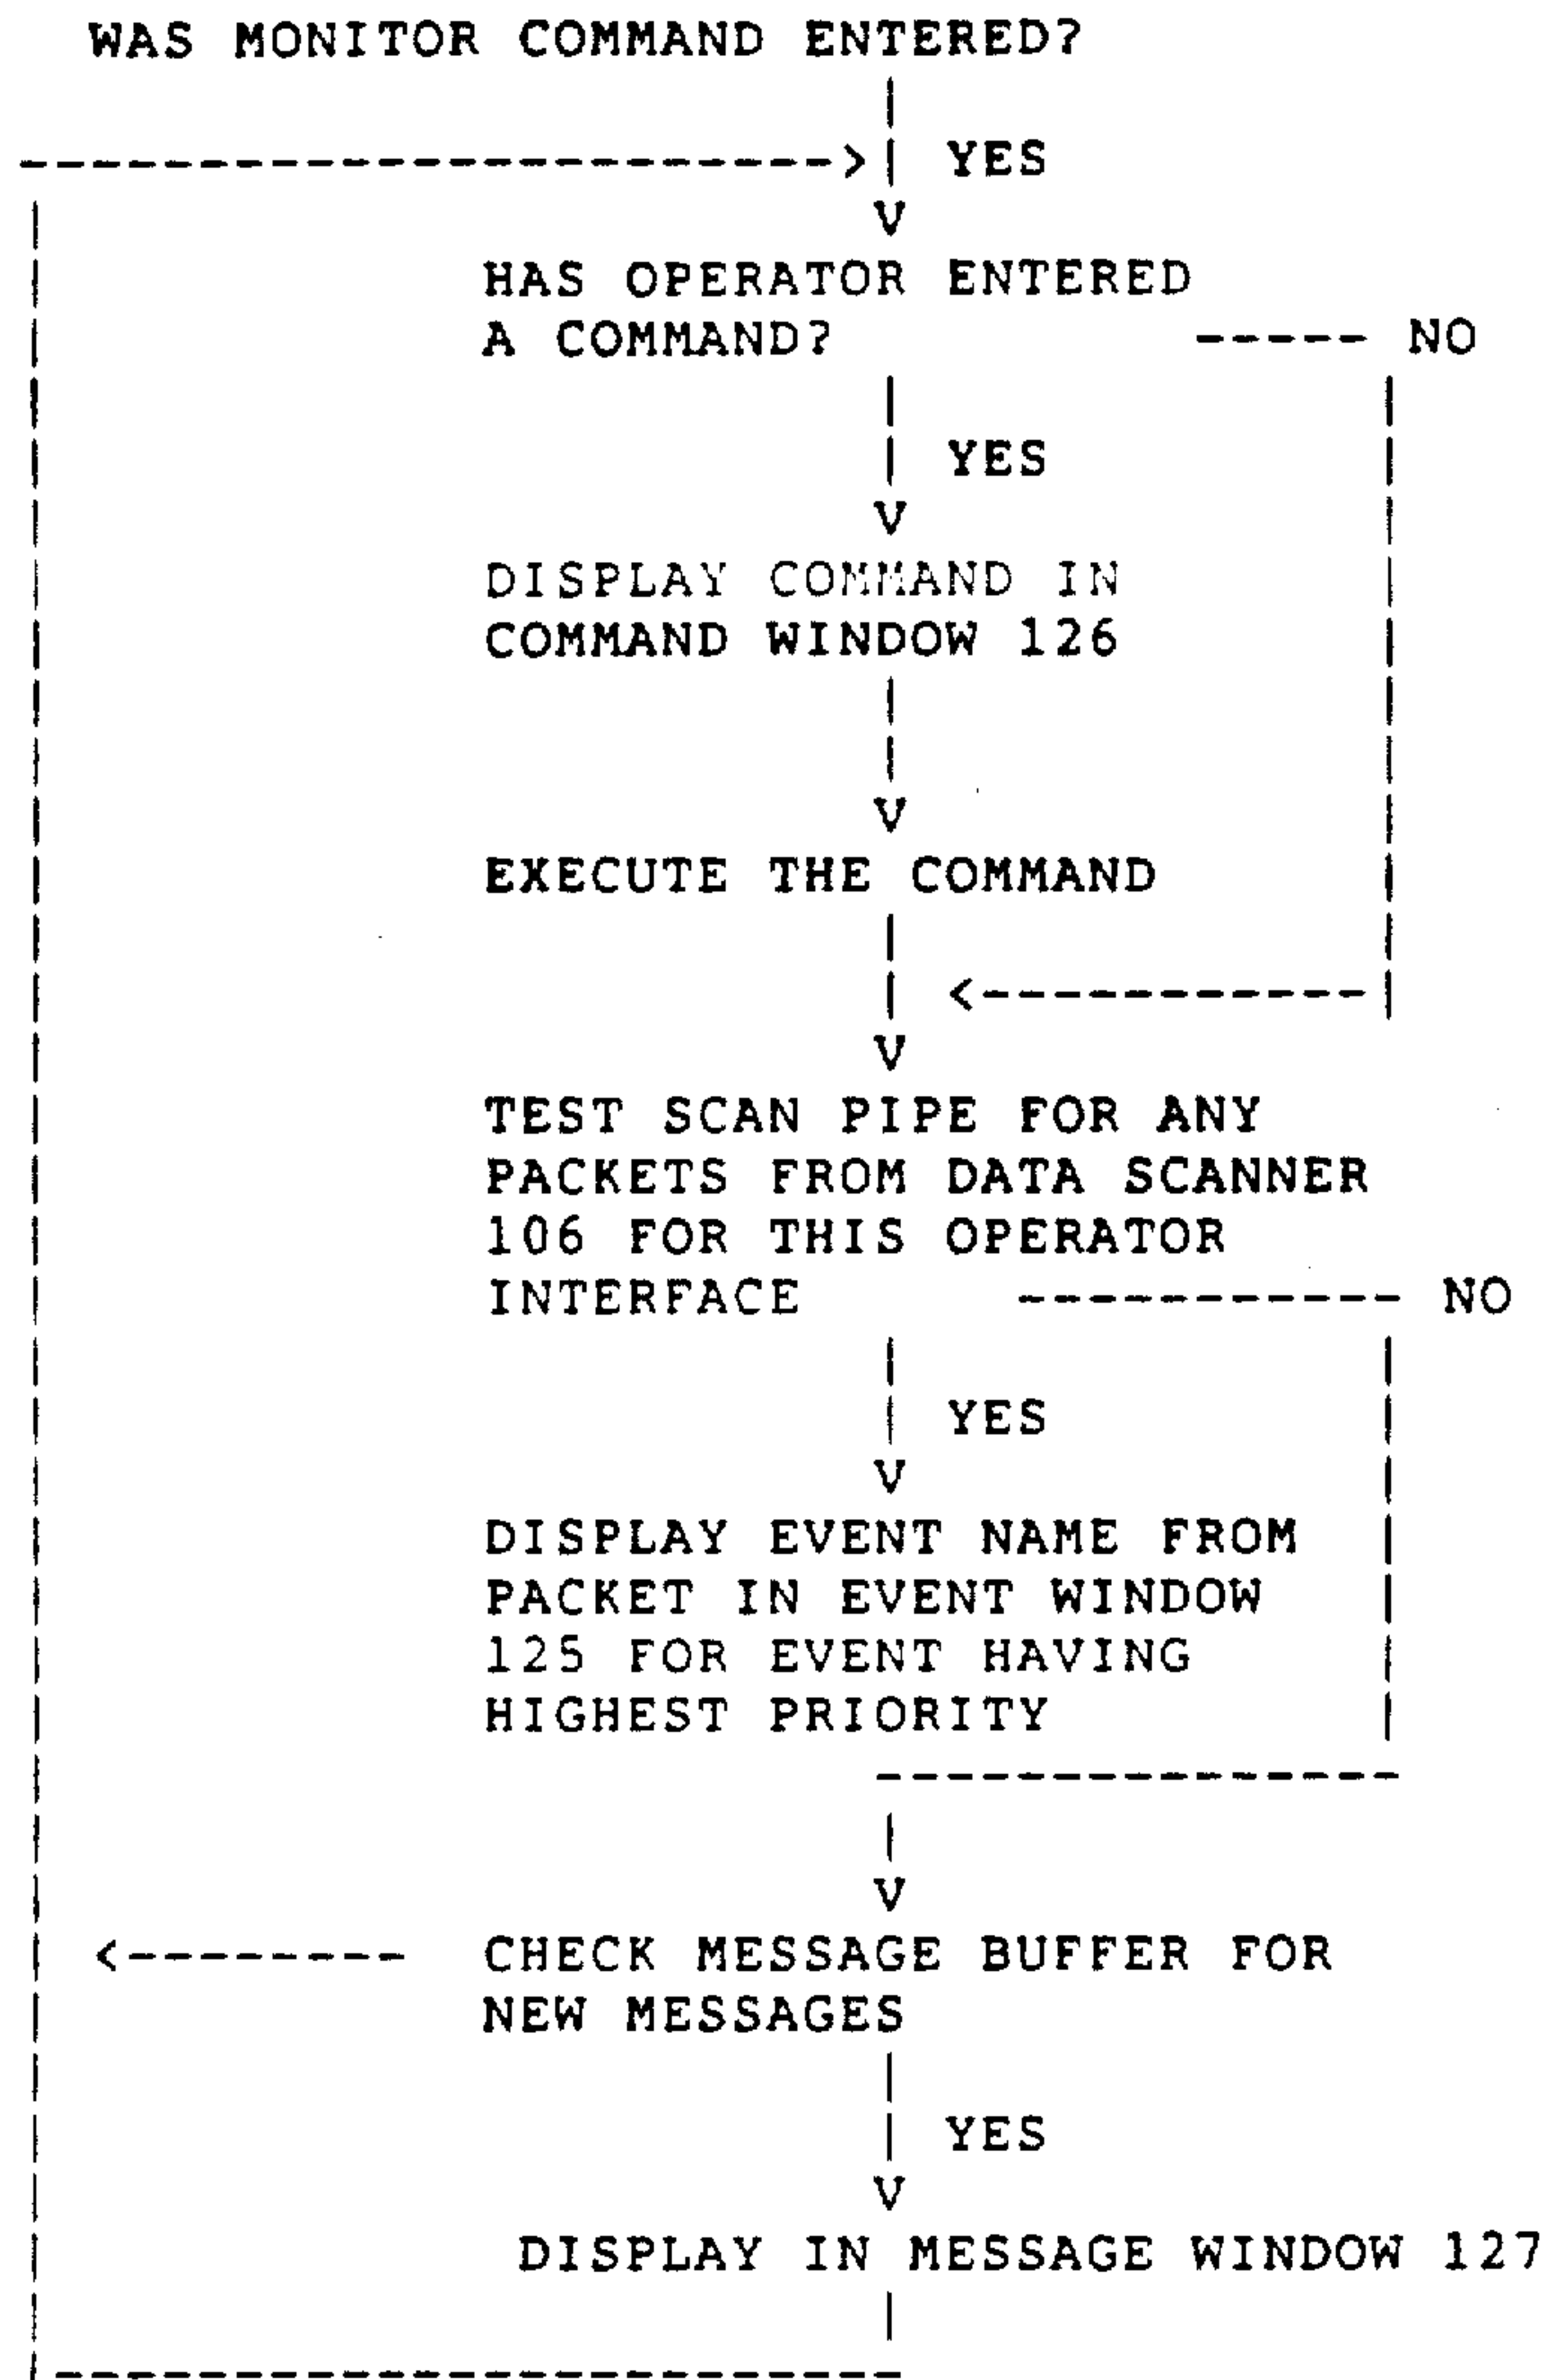 WAS MONITOR COMMAND ENTERED?
YES
HAS OPERATOR ENTERED
A COMMAND? ----- NO
YES
DISPLAY COMMAND IN
COMMAND WINDOW 126
EXECUTE THE COMMAND
TEST SCAN PIPE FOR ANY
PACKETS FROM DATA SCANNER
106 FOR THIS OPERATOR
INTERFACE ----------- NO
YES
DISPLAY EVENT NAME FROM
PACKET IN EVENT WINDOW
125 FOR EVENT HAVING
HIGHEST PRIORITY
CHECK MESSAGE BUFFER FOR
NEW MESSAGES
YES
DISPLAY IN MESSAGE WINDOW 127